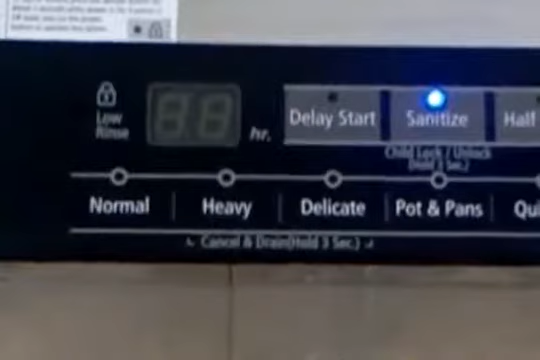 Low
Rinse
hr.
Delay Start
Sanitize
Half
Child Lock / Unlock
(Hold 3 Sec.)
Normal
Heavy
Delicate
Pot & Pans
Qui
Cancel & Drain(Hold 3 Sec.)